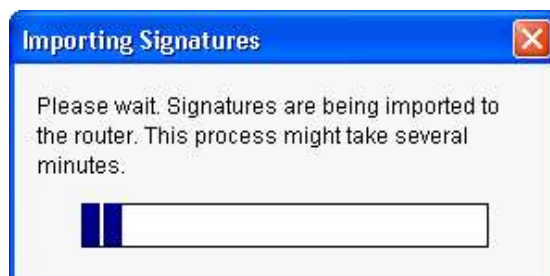 Importing Signatures
Please wait. Signatures are being imported to
the router. This process might take several
minutes.